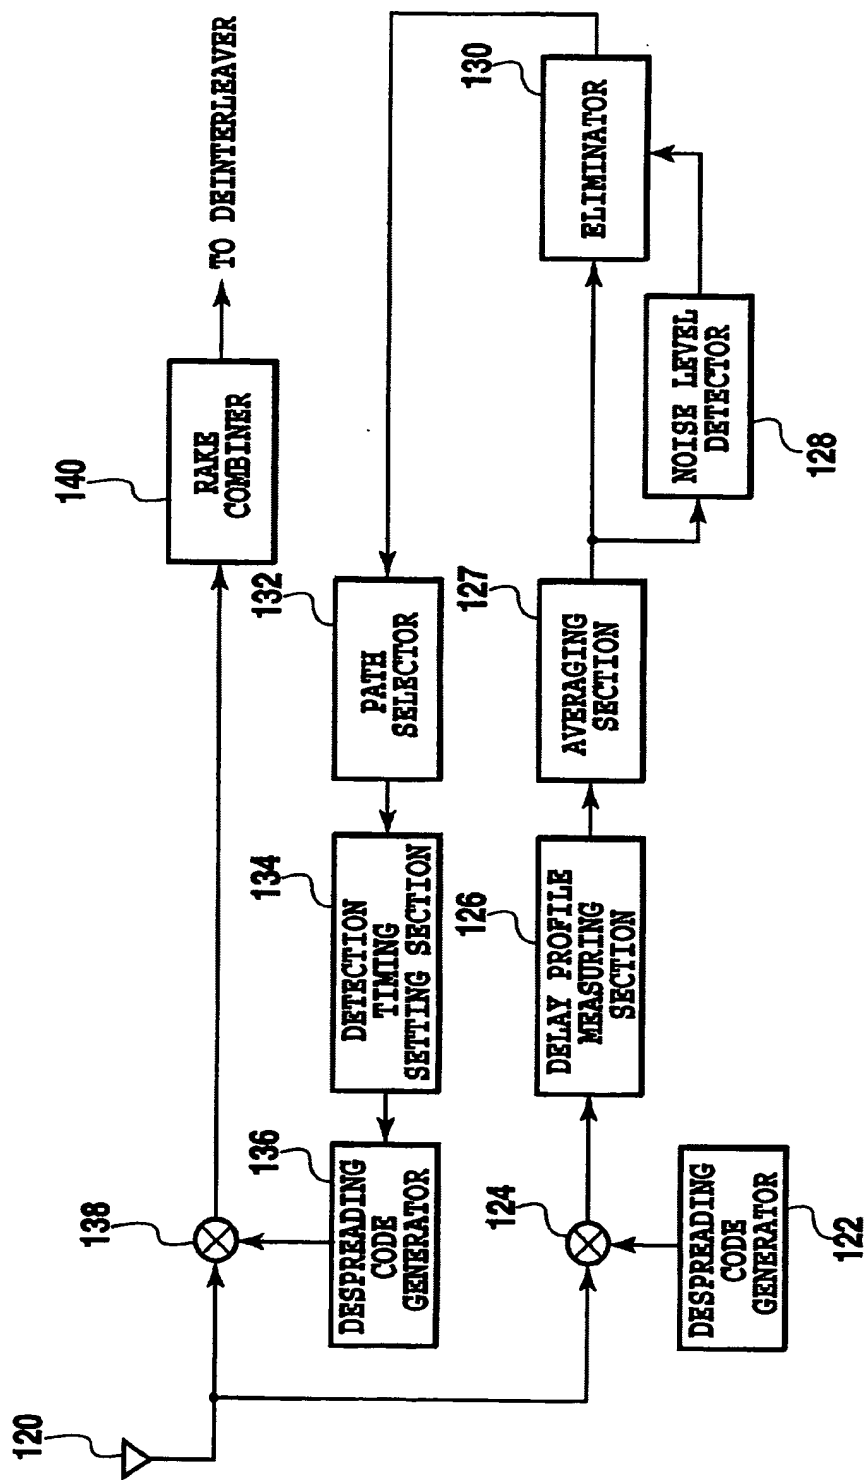 120
138
140
RAKE
COMBINER
TO DEINTERLEAVER
136
DESPREADING
CODE
GENERATOR
134
DETECTION
TIMING
SETTING SECTION
132
PATH
SELECTOR
124
DESPREADING
CODE
GENERATOR
122
126
DELAY PROFILE
MEASURING
SECTION
127
AVERAGING
SECTION
130
ELIMINATOR
NOISE LEVEL
DETECTOR
128